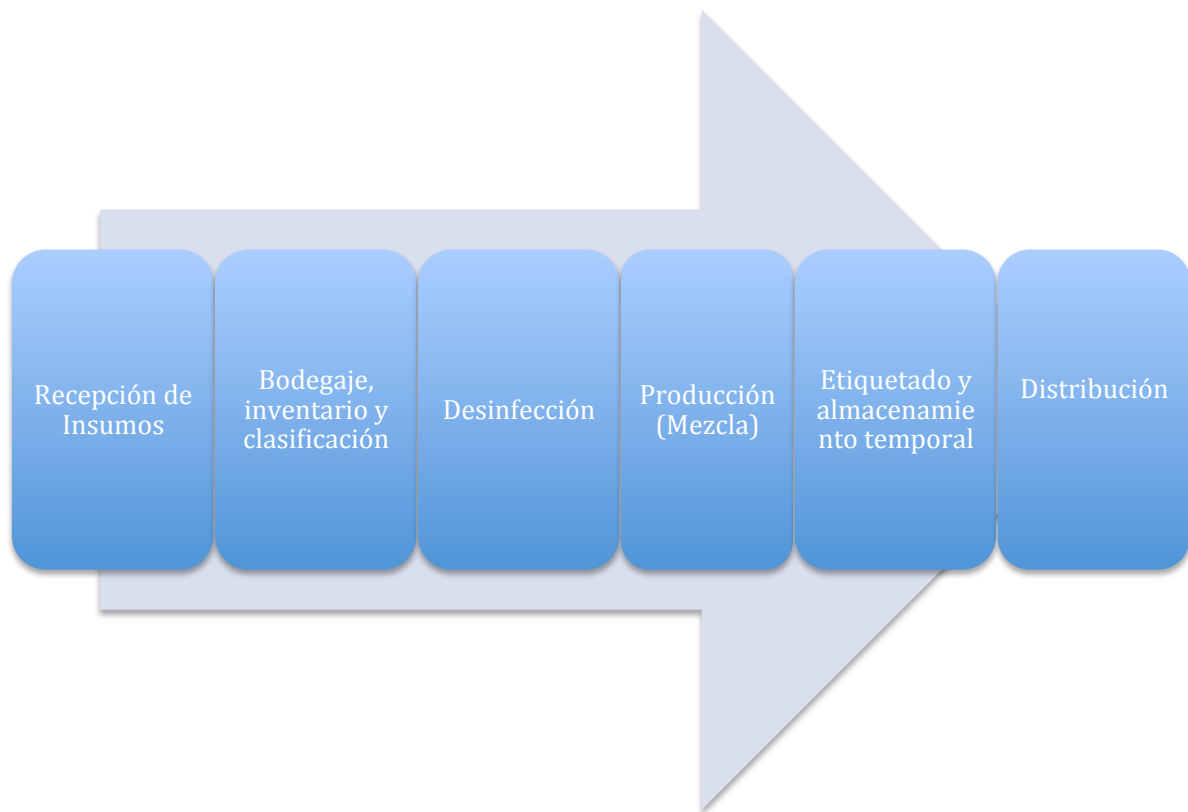 Recepción de
Insumos
Bodegaje,
inventario y
clasificación
Desinfección
Producción
(Mezcla)
Etiquetado y
almacenamie
nto temporal
Distribución